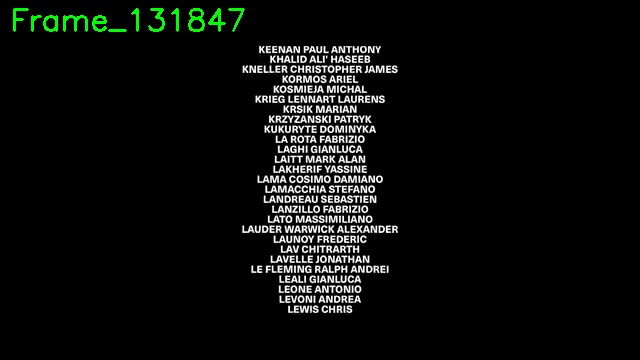 Frame_131847
KEENAN PAUL ANTHONY
KHALID ALI' HASEEB
KNELLER CHRISTOPHER JAMES
KORMOS ARIEL
KOSMIEJA MICHAL
KRIEG LENNART LAURENS
KRSIK MARIAN
KRZYZANSKI PATRYK
KUKURYTE DOMINYKA
LA ROTA FABRIZIO
LAGHI GIANLUCA
LAITT MARK ALAN
LAKHERIF YASSINE
LAMA COSIMO DAMIANO
LAMACCHIA STEFANO
LANDREAU SEBASTIEN
LANZILLO FABRIZIO
LATO MASSIMILIANO
LAUDER WARWICK ALEXANDER
LAUNOY FREDERIC
LAV CHITRARTH
LAVELLE JONATHAN
LE FLEMING RALPH ANDREI
LEALI GIANLUCA
LEONE ANTONIO
LEVONI ANDREA
LEWIS CHRIS